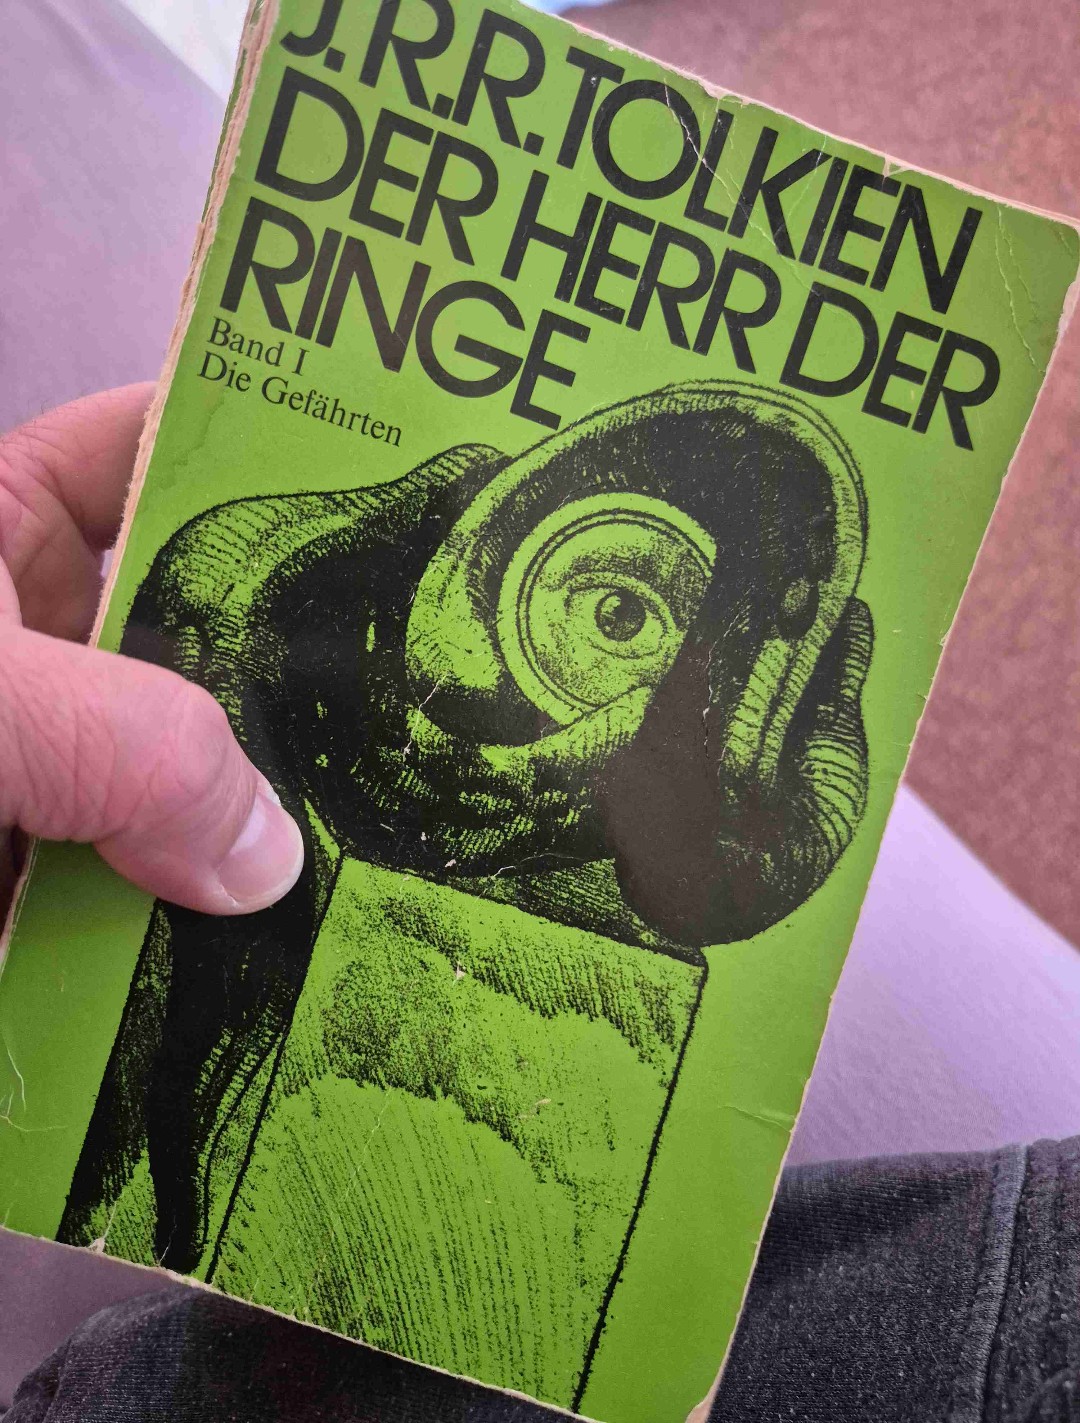 J.R.R. TOLKIEN
DER HERR DER
RINGE
Band I
Die Gefährten